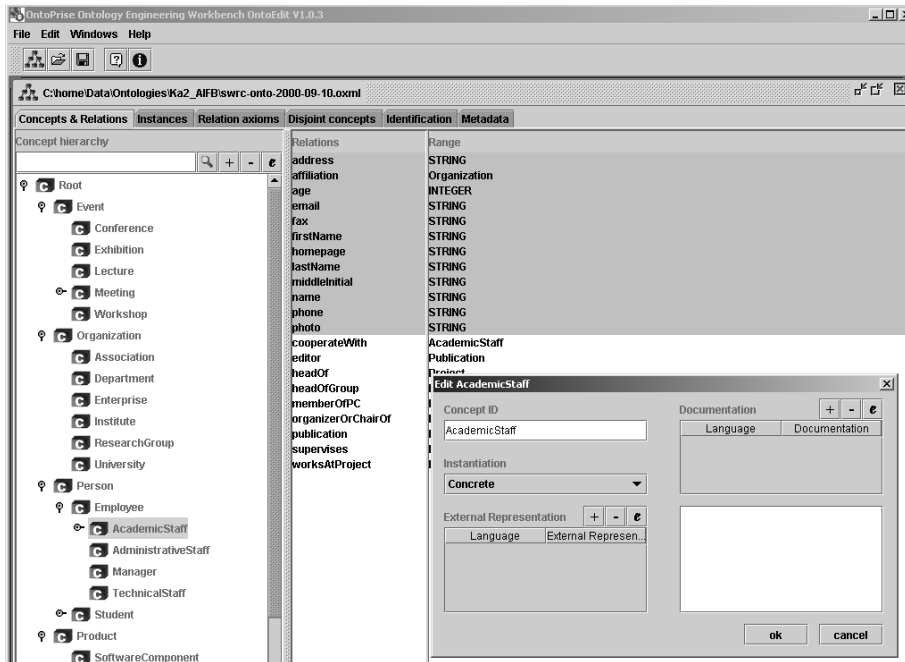 OntoPrise Ontology Engineering Workbench OntoEdit V1.0.3
File Edit Windows Help
C:\home\Data\Ontologies\Ka2_AIFB\swrc-onto-2000-09-10.oxml
Concepts & Relations Instances Relation axioms Disjoint concepts Identification Metadata
Concept hierarchy
+ - e
Root
Event
Conference
Exhibition
Lecture
Meeting
Workshop
Organization
Association
Department
Enterprise
Institute
ResearchGroup
University
Person
Employee
AcademicStaff
AdministrativeStaff
Manager
TechnicalStaff
Student
Product
SoftwareComponent
Relations Range
address STRING
affiliation Organization
age INTEGER
email STRING
fax STRING
firstName STRING
homepage STRING
lastName STRING
middleInitial STRING
name STRING
phone STRING
photo STRING
cooperateWith AcademicStaff
editor Publication
headOf Project
headOfGroup
memberOfPC
organizerOrChairOf
publication
supervises
worksAtProject
Edit AcademicStaff
Concept ID
AcademicStaff
Instantiation
Concrete
External Representation + - e
Language External Represen...
Documentation + - e
Language Documentation
ok cancel